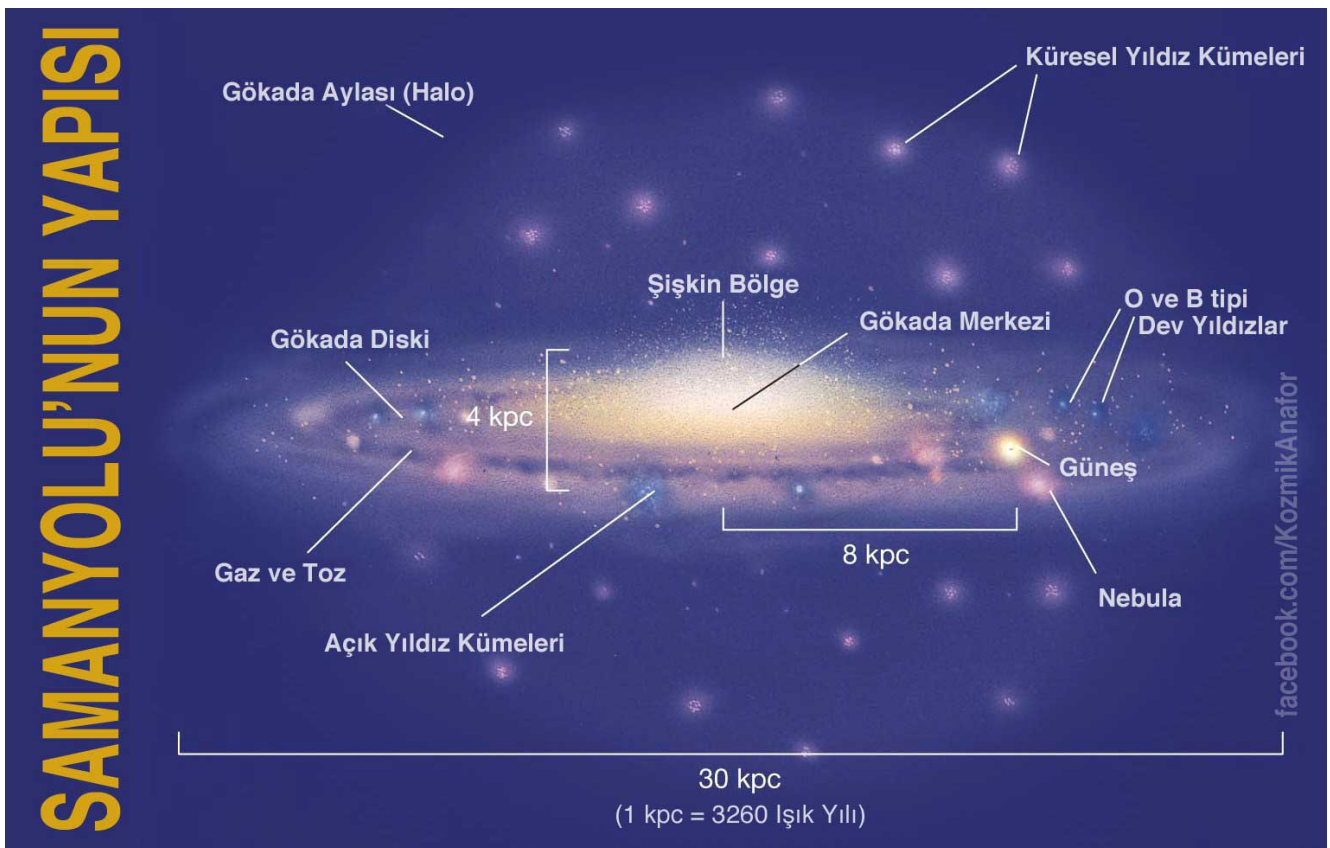 SAMANYOLU'NUN YAPISI
Gökada Aylası (Halo)
Küresel Yıldız Kümeleri
Şişkin Bölge
Gökada Merkezi
O ve B tipi
Dev Yıldızlar
Gökada Diski
4 kpc
Güneş
8 kpc
Gaz ve Toz
Nebula
Açık Yıldız Kümeleri
30 kpc
(1 kpc = 3260 Işık Yılı)
facebook.com/KozmikAnafor